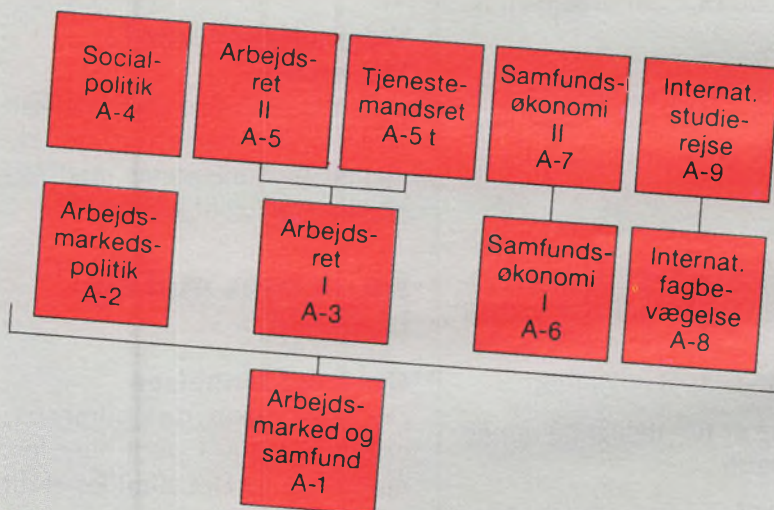 Social-
politik
A-4
Arbejds-
ret
II
A-5
Tjeneste-
mandsret
A-5 t
Samfunds-
økonomi
II
A-7
Internat.
studie-
rejse
A-9
Arbejds-
markeds-
politik
A-2
Arbejds-
ret
I
A-3
Samfunds-
økonomi
I
A-6
Internat.
fagbe-
vægelse
A-8
Arbejds-
marked og
samfund
A-1